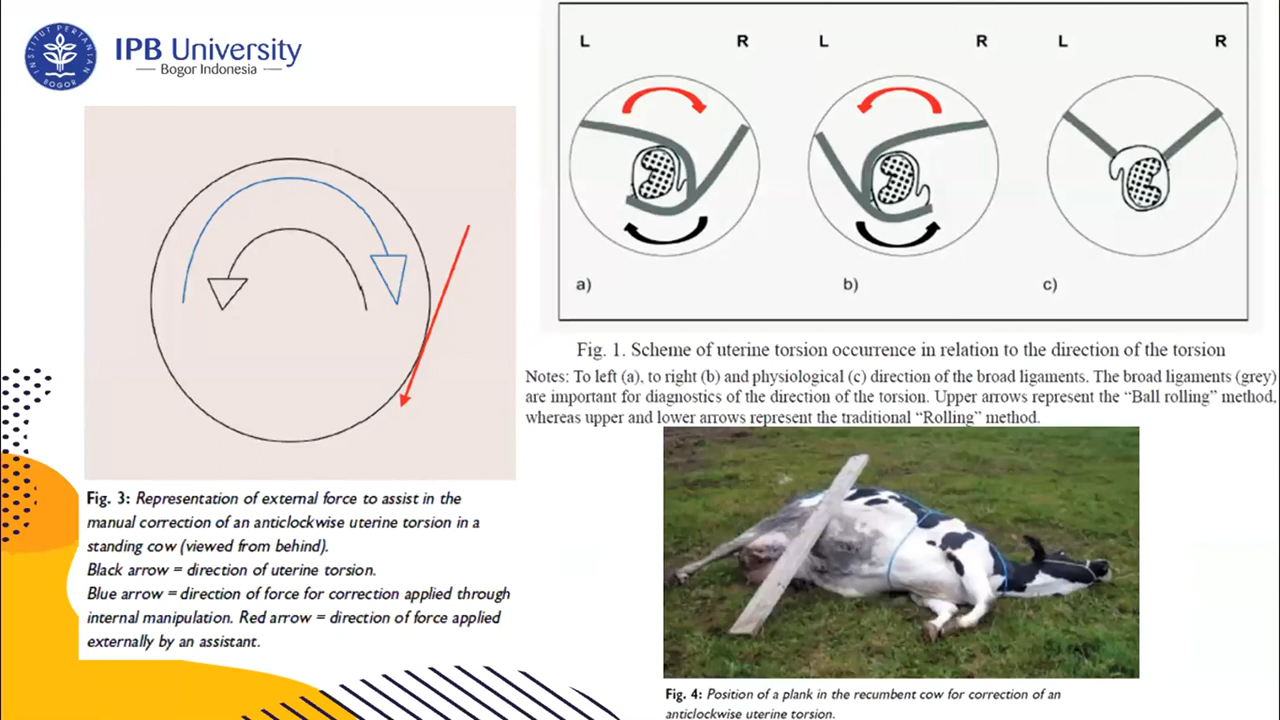 INSTITUT PERTANIAN
BOGOR
IPB University
Bogor Indonesia
L
R
L
R
L
R
a)
b)
c)
Fig. 1. Scheme of uterine torsion occurrence in relation to the direction of the torsion
Notes: To left (a), to right (b) and physiological (c) direction of the broad ligaments. The broad ligaments (grey)
are important for diagnostics of the direction of the torsion. Upper arrows represent the “Ball rolling” method,
whereas upper and lower arrows represent the traditional “Rolling” method.
Fig. 3: Representation of external force to assist in the
manual correction of an anticlockwise uterine torsion in a
standing cow (viewed from behind).
Black arrow = direction of uterine torsion.
Blue arrow = direction of force for correction applied through
internal manipulation. Red arrow = direction of force applied
externally by an assistant.
Fig. 4: Position of a plank in the recumbent cow for correction of an
anticlockwise uterine torsion.